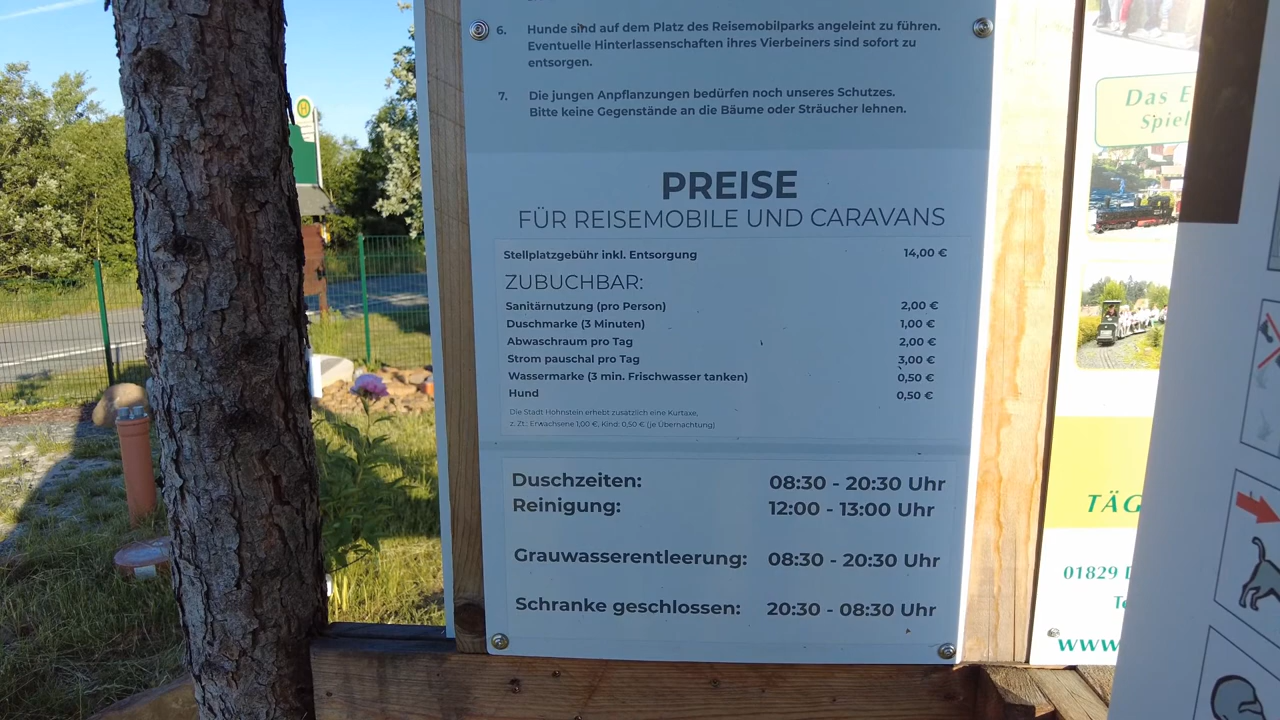 6. Hunde sind auf dem Platz des Reisemobilparks angeleint zu führen.
Eventuelle Hinterlassenschaften ihres Vierbeiners sind sofort zu
entsorgen.
7. Die jungen Anpflanzungen bedürfen noch unseres Schutzes.
Bitte keine Gegenstände an die Bäume oder Sträucher lehnen.
PREISE
FÜR REISEMOBILE UND CARAVANS
Stellplatzgebühr inkl. Entsorgung 14,00 €
ZUBUCHBAR:
Sanitärnutzung (pro Person) 2,00 €
Duschmarke (3 Minuten) 1,00 €
Abwaschraum pro Tag 2,00 €
Strom pauschal pro Tag 3,00 €
Wassermarke (3 min. Frischwasser tanken) 0,50 €
Hund 0,50 €
Die Stadt Hohnstein erhebt zusätzlich eine Kurtaxe,
z. Zt.: Erwachsene 1,00 €, Kind: 0,50 € (je Übernachtung)
Duschzeiten: 08:30 - 20:30 Uhr
Reinigung: 12:00 - 13:00 Uhr
Grauwasserentleerung: 08:30 - 20:30 Uhr
Schranke geschlossen: 20:30 - 08:30 Uhr
H
Das
Spiel
TÄG
01829
www.